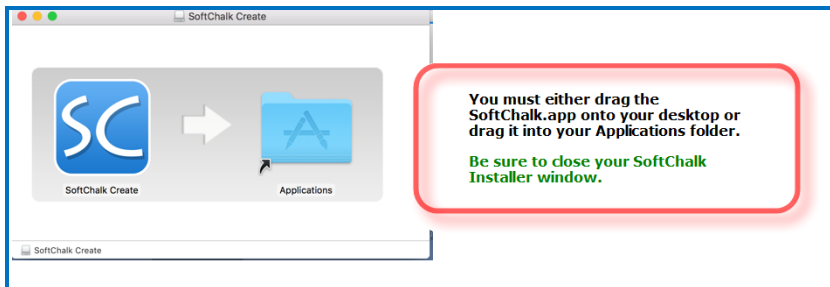 SoftChalk Create
SC
SoftChalk Create
Applications
SoftChalk Create
You must either drag the
SoftChalk.app onto your desktop or
drag it into your Applications folder.
Be sure to close your SoftChalk
Installer window.